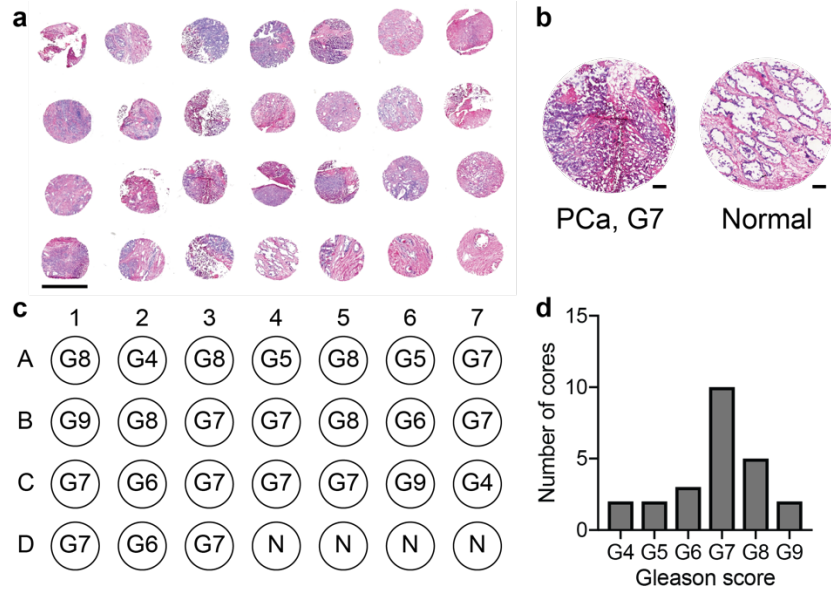 a
b
PCa, G7
Normal
c
1 2 3 4 5 6 7
A G8 G4 G8 G5 G8 G5 G7
B G9 G8 G7 G7 G8 G6 G7
C G7 G6 G7 G7 G7 G9 G4
D G7 G6 G7 N N N N
d
15
10
5
0
Number of cores
G4 G5 G6 G7 G8 G9
Gleason score